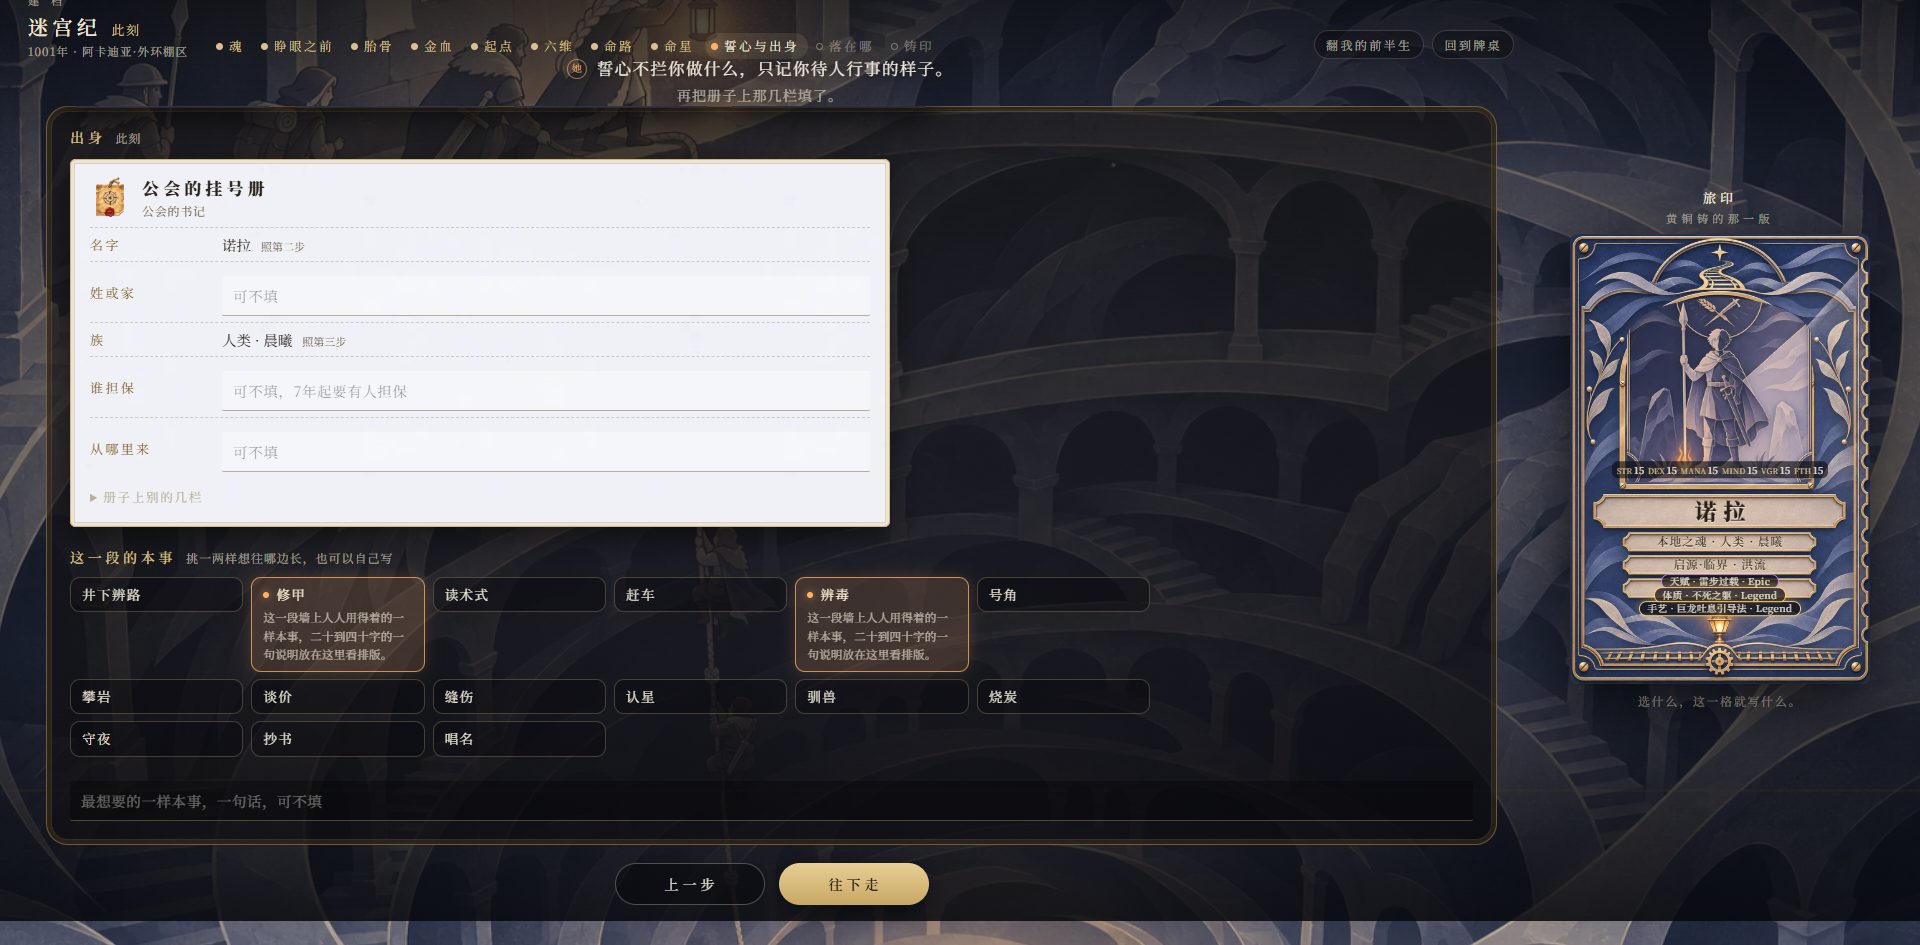 建 档
迷宫纪 此刻
1001年 · 阿卡迪亚·外环棚区
魂 睁眼之前 胎骨 金血 起点 六维 命路 命星 誓心与出身 落在哪 铸印
翻我的前半生 回到牌桌
她 誓心不拦你做什么，只记你待人行事的样子。
再把册子上那几栏填了。
出身 此刻
公会的挂号册
公会的书记
名字 诺拉 照第二步
姓或家 可不填
族 人类 · 晨曦 照第三步
谁担保 可不填，7年起要有人担保
从哪里来 可不填
▶ 册子上别的几栏
这一段的本事 挑一两样想往哪边长，也可以自己写
井下辨路
修甲
这一段墙上人人用得着的一
样本事，二十到四十字的一
句说明放在这里看排版。
读术式
赶车
辨毒
这一段墙上人人用得着的一
样本事，二十到四十字的一
句说明放在这里看排版。
号角
攀岩
谈价
缝伤
认星
驯兽
烧炭
守夜
抄书
唱名
最想要的一样本事，一句话，可不填
上一步
往下走
旅印
黄铜铸的那一版
STR 15 DEX 15 MANA 15 MIND 15 VGR 15 FTH 15
诺拉
本地之魂 · 人类 · 晨曦
启源·临界 · 洪流
天赋 · 雷步过载 · Epic
体质 · 不死之躯 · Legend
手艺 · 巨龙吐息引导法 · Legend
选什么，这一格就写什么。